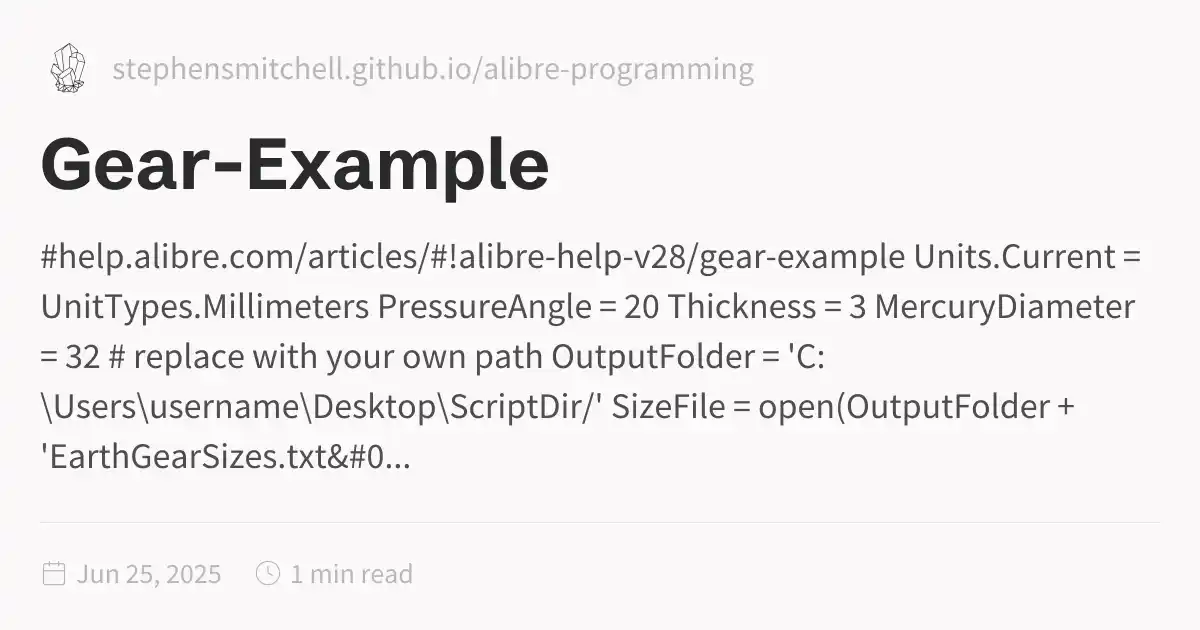 stephensmitchell.github.io/alibre-programming
Gear-Example
#help.alibre.com/articles/#!alibre-help-v28/gear-example Units.Current =
UnitTypes.Millimeters PressureAngle = 20 Thickness = 3 MercuryDiameter
= 32 # replace with your own path OutputFolder = 'C:
\Users\username\Desktop\ScriptDir/' SizeFile = open(OutputFolder +
'EarthGearSizes.txt&#0...
Jun 25, 2025 1 min read